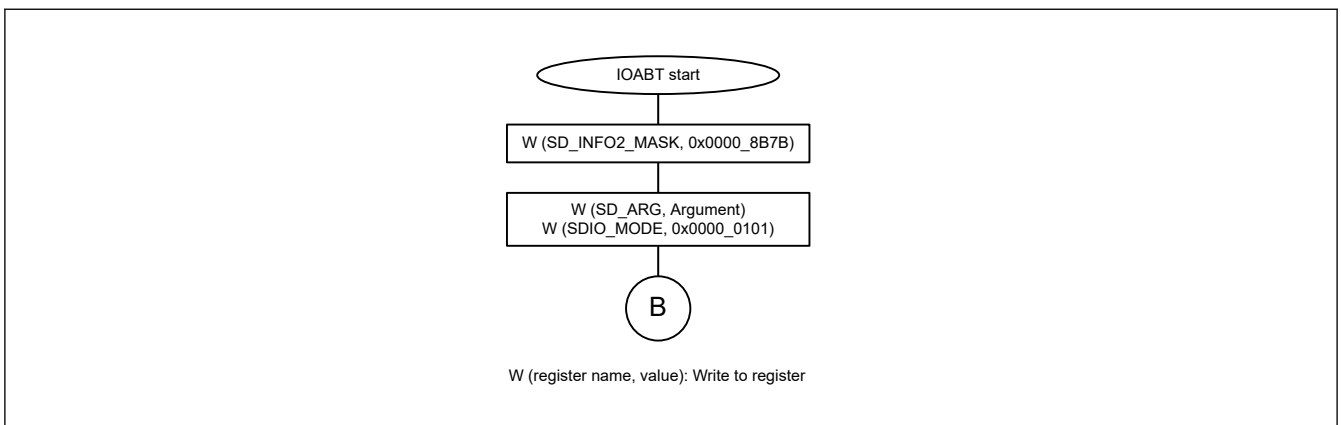 IOABT start
W (SD_INFO2_MASK, 0x0000_8B7B)
W (SD_ARG, Argument)
W (SDIO_MODE, 0x0000_0101)
B
W (register name, value): Write to register